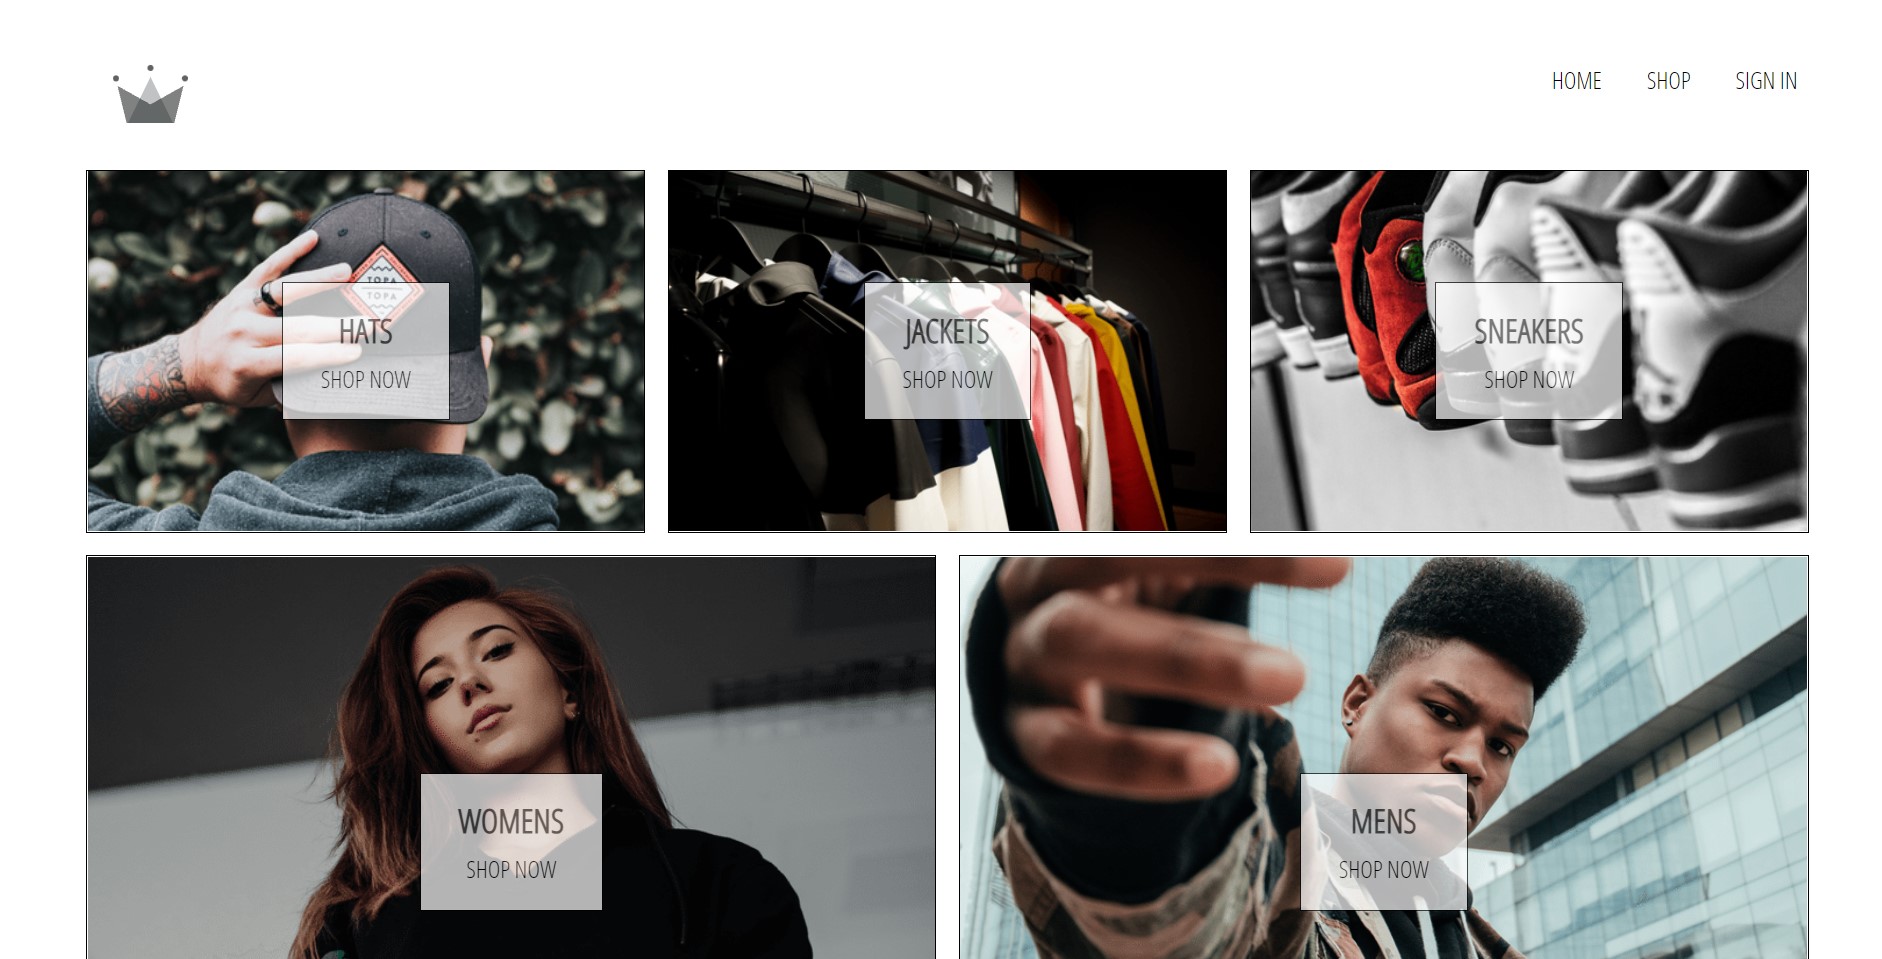 HOME SHOP SIGN IN
TOPA
TOPA
HATS
SHOP NOW
JACKETS
SHOP NOW
SNEAKERS
SHOP NOW
WOMENS
SHOP NOW
MENS
SHOP NOW